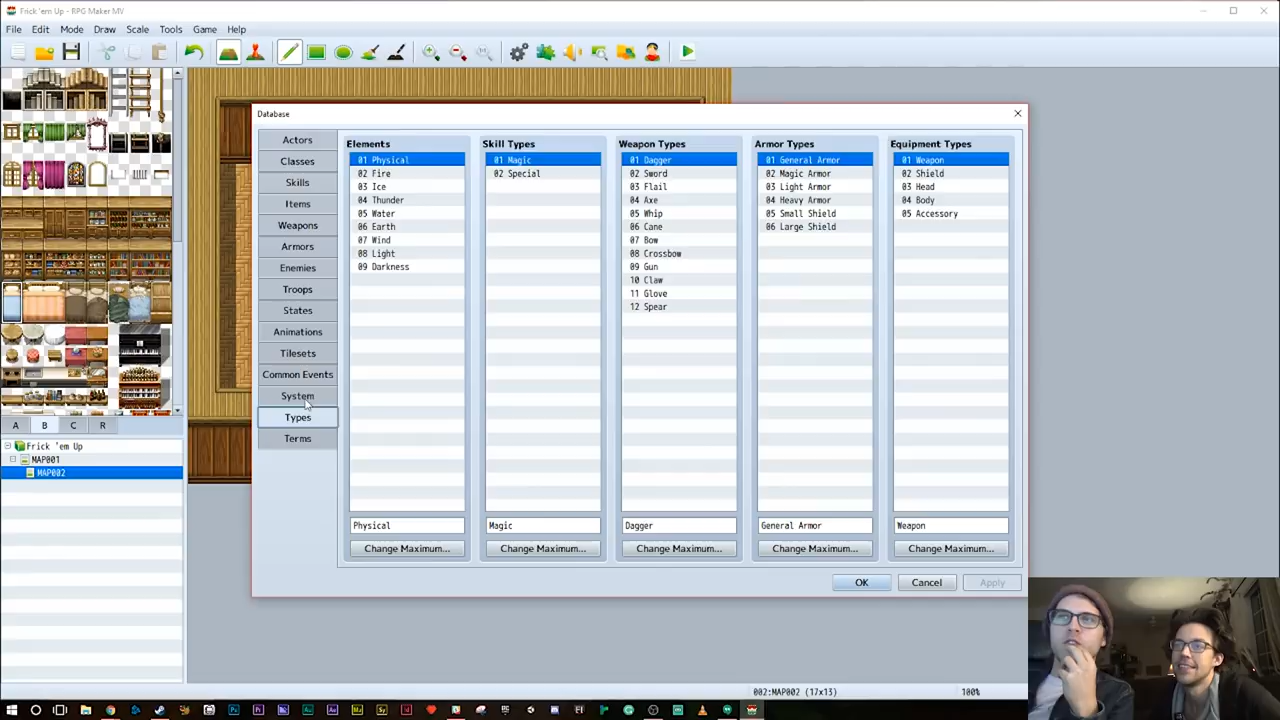 Frick 'em Up - RPG Maker MV
File Edit Mode Draw Scale Tools Game Help
Database
Actors
Classes
Skills
Items
Weapons
Armors
Enemies
Troops
States
Animations
Tilesets
Common Events
System
Types
Terms
Elements
01 Physical
02 Fire
03 Ice
04 Thunder
05 Water
06 Earth
07 Wind
08 Light
09 Darkness
Physical
Change Maximum...
Skill Types
01 Magic
02 Special
Magic
Change Maximum...
Weapon Types
01 Dagger
02 Sword
03 Flail
04 Axe
05 Whip
06 Cane
07 Bow
08 Crossbow
09 Gun
10 Claw
11 Glove
12 Spear
Dagger
Change Maximum...
Armor Types
01 General Armor
02 Magic Armor
03 Light Armor
04 Heavy Armor
05 Small Shield
06 Large Shield
General Armor
Change Maximum...
Equipment Types
01 Weapon
02 Shield
03 Head
04 Body
05 Accessory
Weapon
Change Maximum...
OK Cancel Apply
A B C R
Frick 'em Up
MAP001
MAP002
002:MAP002 (17x13) 100%